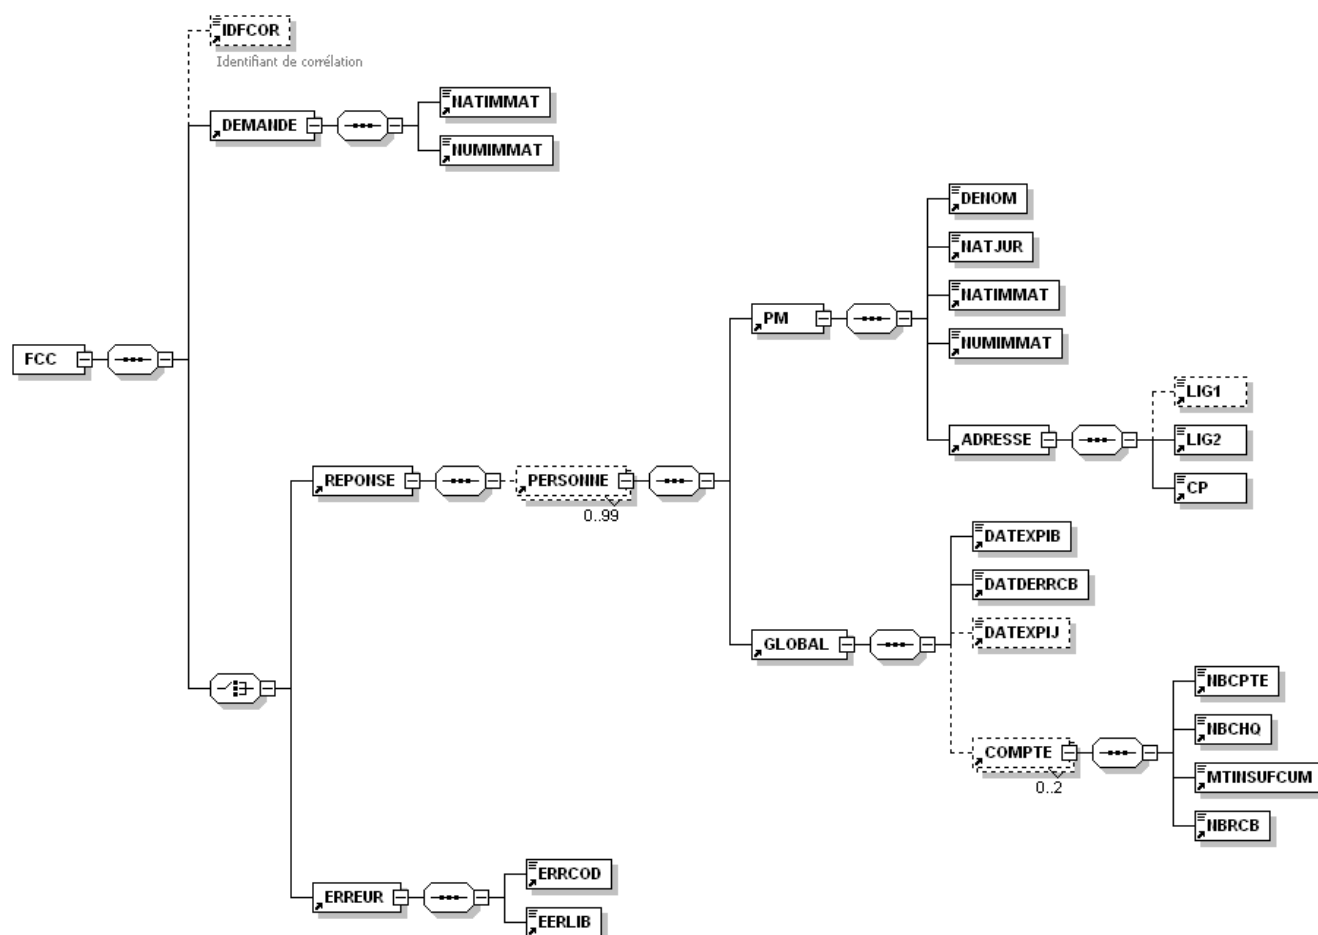 IDFCOR
Identifiant de corrélation
DEMANDE
NATIMMAT
NUMIMMAT
FCC
REPONSE
PERSONNE
0..99
PM
DENOM
NATJUR
NATIMMAT
NUMIMMAT
ADRESSE
LIG1
LIG2
CP
GLOBAL
DATEXPIB
DATDERRCB
DATEXPIJ
COMPTE
0..2
NBCPTE
NBCHQ
MTINSUFCUM
NBRCB
ERREUR
ERRCOD
EERLIB